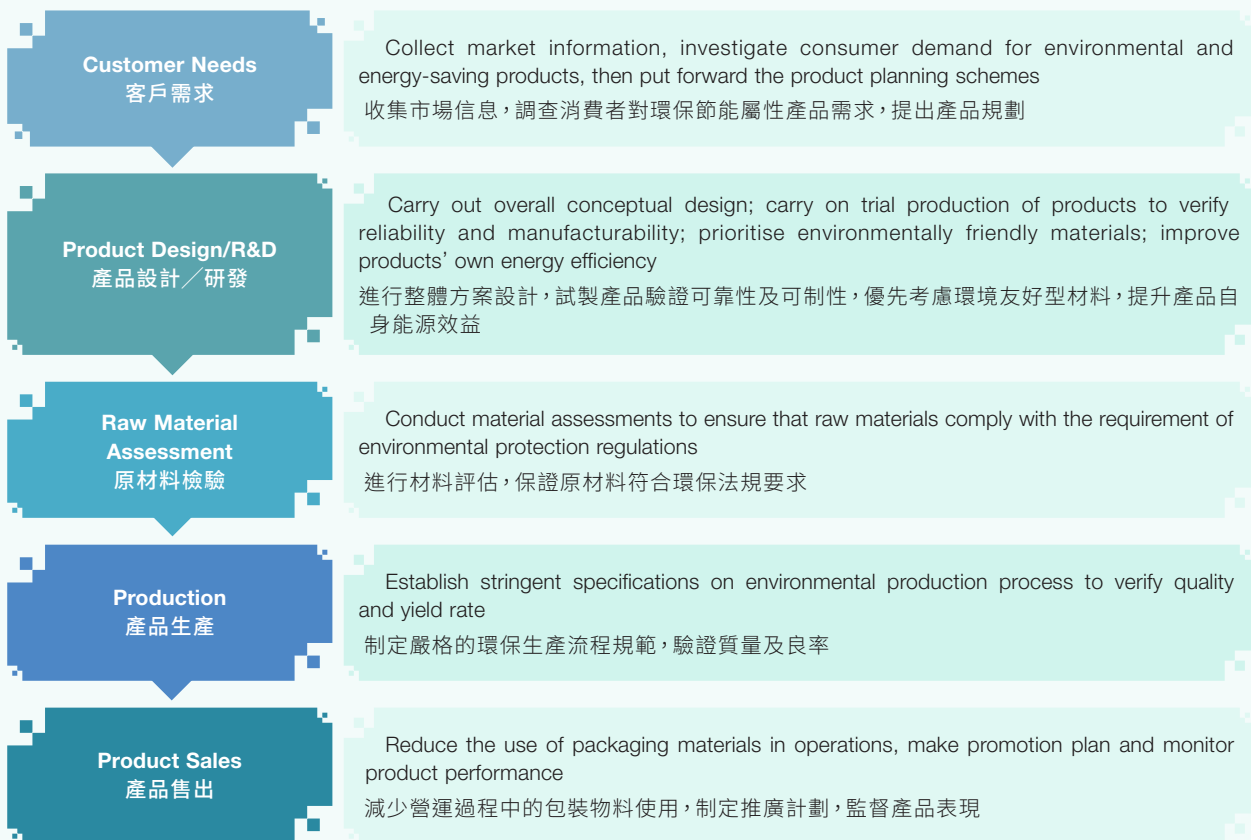 Customer Needs
客戶需求
Collect market information, investigate consumer demand for environmental and
energy-saving products, then put forward the product planning schemes
收集市場信息，調查消費者對環保節能屬性產品需求，提出產品規劃
Product Design/R&D
產品設計╱研發
Carry out overall conceptual design; carry on trial production of products to verify
reliability and manufacturability; prioritise environmentally friendly materials; improve
products’ own energy efficiency
進行整體方案設計，試製產品驗證可靠性及可制性，優先考慮環境友好型材料，提升產品自
身能源效益
Raw Material
Assessment
原材料檢驗
Conduct material assessments to ensure that raw materials comply with the requirement of
environmental protection regulations
進行材料評估，保證原材料符合環保法規要求
Production
產品生產
Establish stringent specifications on environmental production process to verify quality
and yield rate
制定嚴格的環保生產流程規範，驗證質量及良率
Product Sales
產品售出
Reduce the use of packaging materials in operations, make promotion plan and monitor
product performance
減少營運過程中的包裝物料使用，制定推廣計劃，監督產品表現